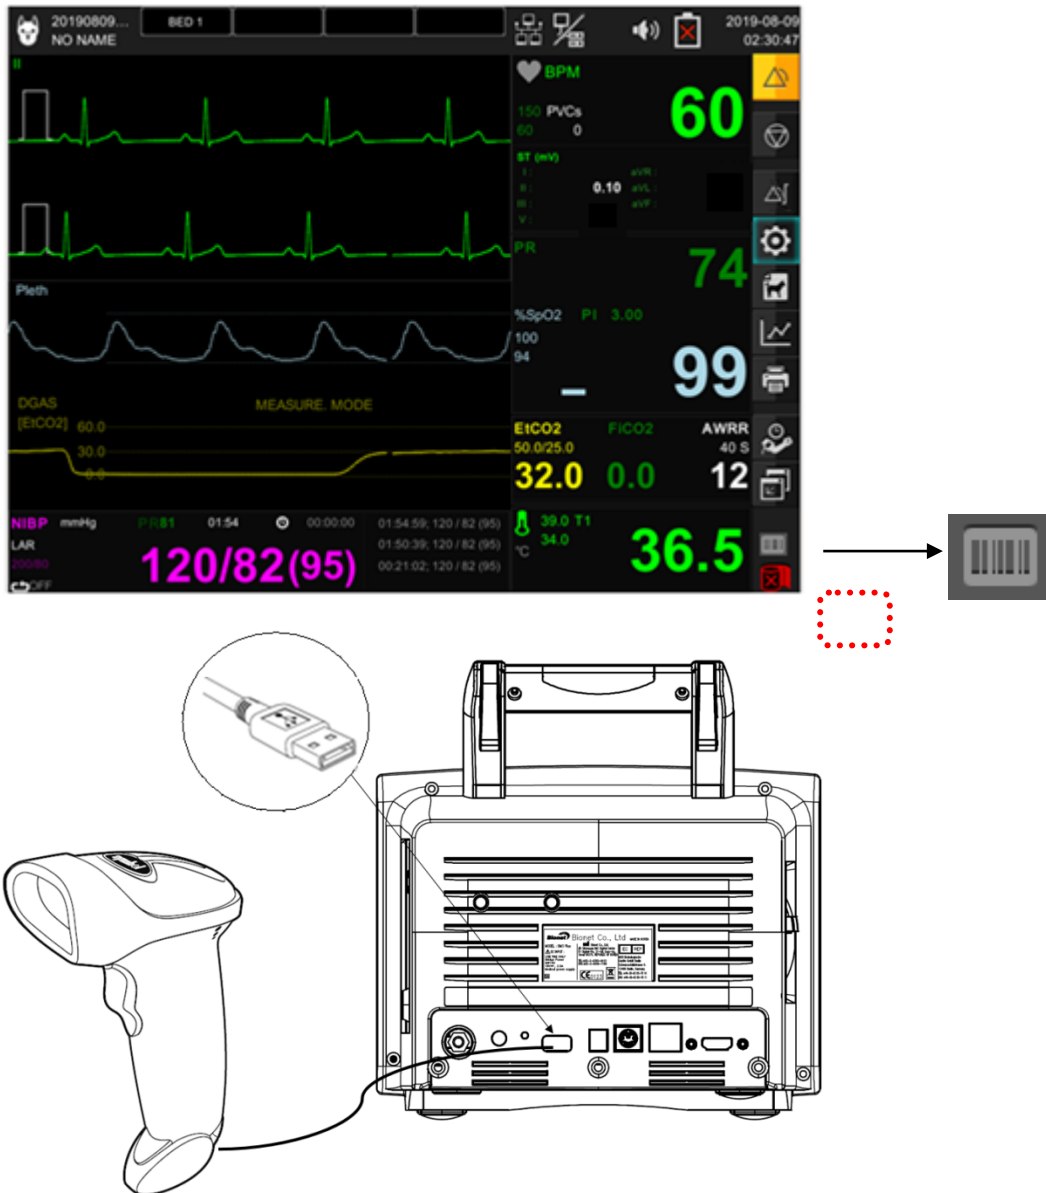 20190809...
NO NAME
BED 1
2019-08-09
02:30:47
II
BPM
150 PVCs
60 0
60
ST (mV)
I :
II :
III :
V :
0.10
aVR :
aVL :
aVF :
PR
74
Pleth
%SpO2 PI 3.00
100
94
99
DGAS
[EtCO2]
MEASURE. MODE
60.0
30.0
0.0
EtCO2 FiCO2 AWRR
50.0/25.0 40 S
32.0 0.0 12
NIBP mmHg PR81 01:54 00:00:00
LAR
200/80
OFF
120/82(95)
01:54:59; 120 / 82 (95)
01:50:39; 120 / 82 (95)
00:21:02; 120 / 82 (95)
39.0 T1
34.0
°C
36.5
Bionet Bionet Co., Ltd